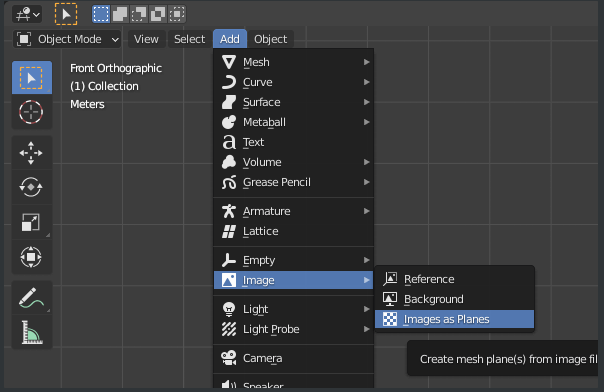 Object Mode View Select Add Object
Front Orthographic
(1) Collection
Meters
Mesh
Curve
Surface
Metaball
Text
Volume
Grease Pencil
Armature
Lattice
Empty
Image
Reference
Background
Images as Planes
Light
Light Probe
Create mesh plane(s) from image fil
Camera
Speaker